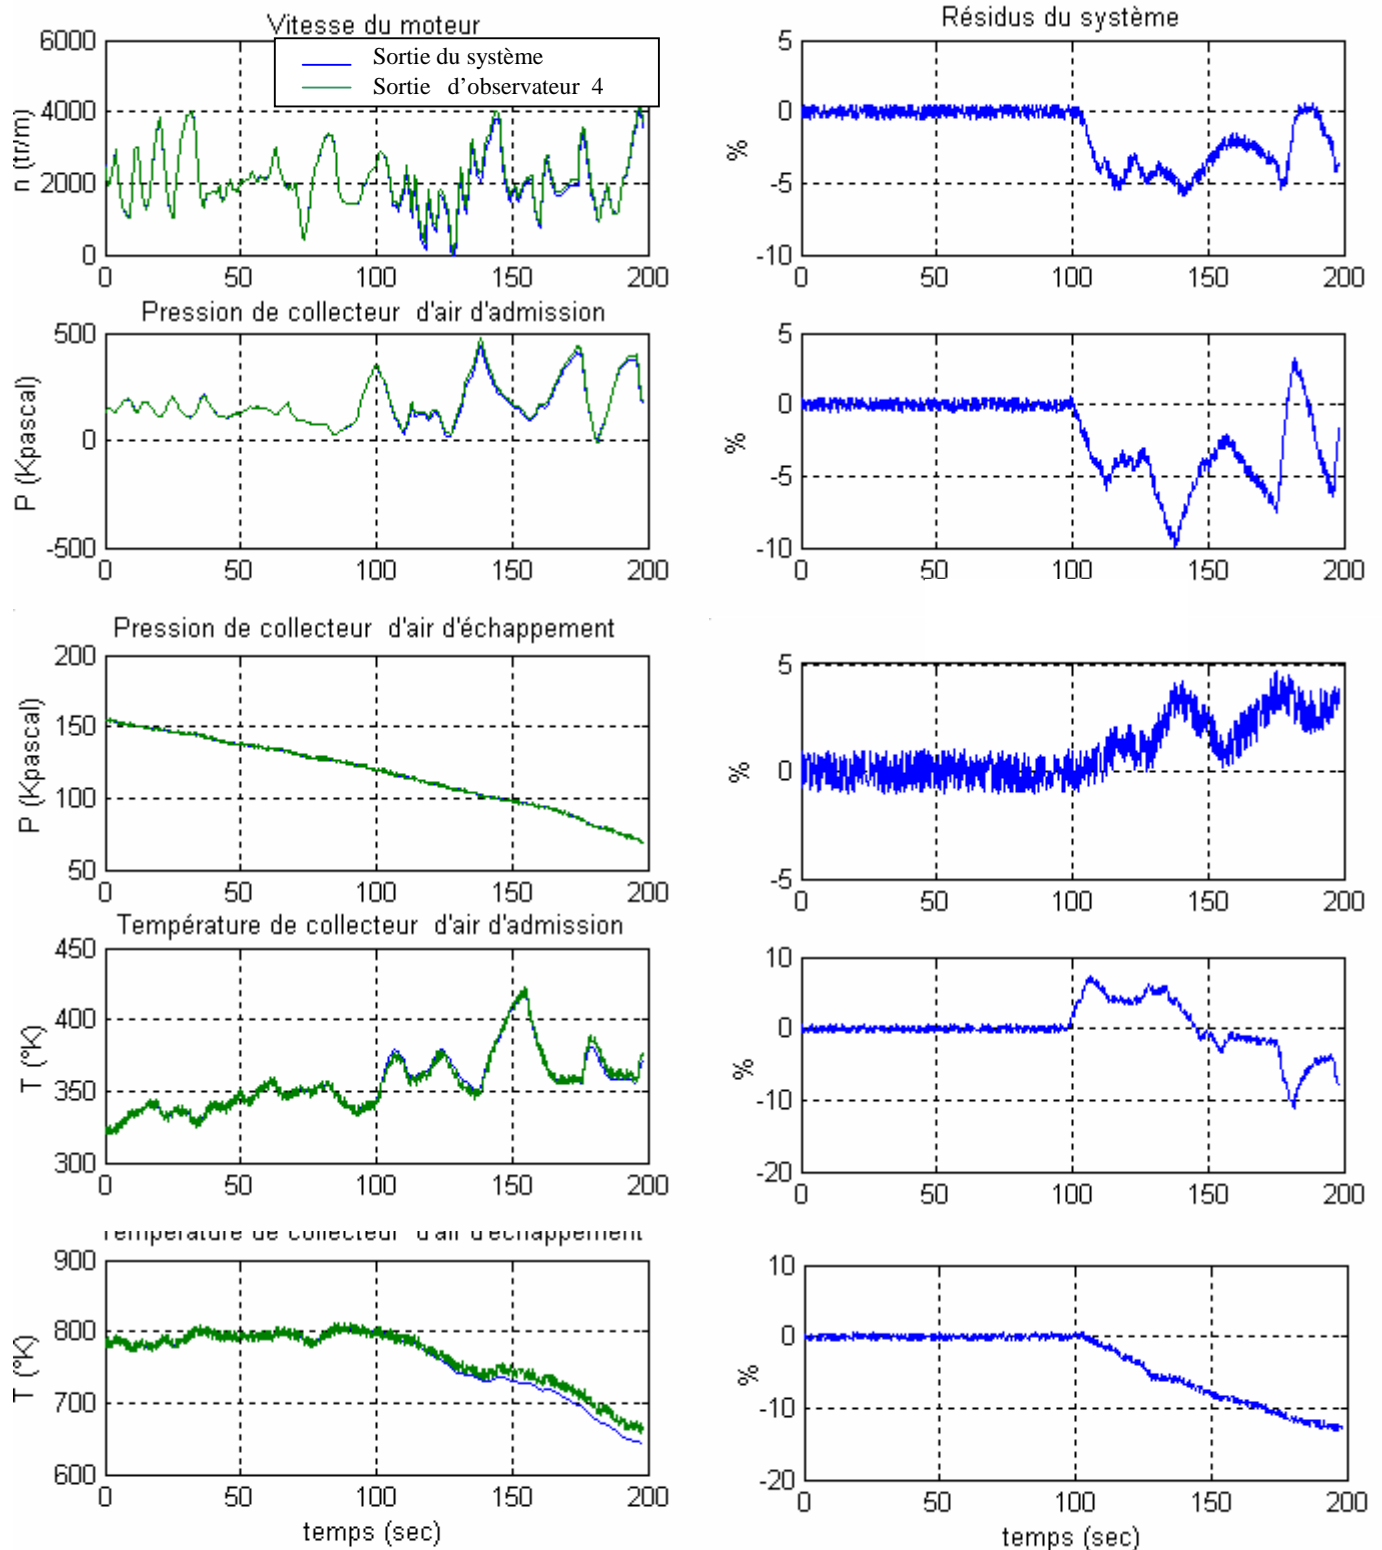 Vitesse du moteur
6000
4000
2000
0
n (tr/m)
Sortie du système
Sortie d'observateur 4
0 50 100 150 200
Résidus du système
5
0
-5
-10
%
0 50 100 150 200
Pression de collecteur d'air d'admission
500
0
-500
P (Kpascal)
0 50 100 150 200
5
0
-5
-10
%
0 50 100 150 200
Pression de collecteur d'air d'échappement
200
150
100
50
P (Kpascal)
0 50 100 150 200
5
0
-5
%
0 50 100 150 200
Température de collecteur d'air d'admission
450
400
350
300
T (°K)
0 50 100 150 200
10
0
-10
-20
%
0 50 100 150 200
Température de collecteur d'air d'échappement
900
800
700
600
T (°K)
0 50 100 150 200
temps (sec)
10
0
-10
-20
%
0 50 100 150 200
temps (sec)